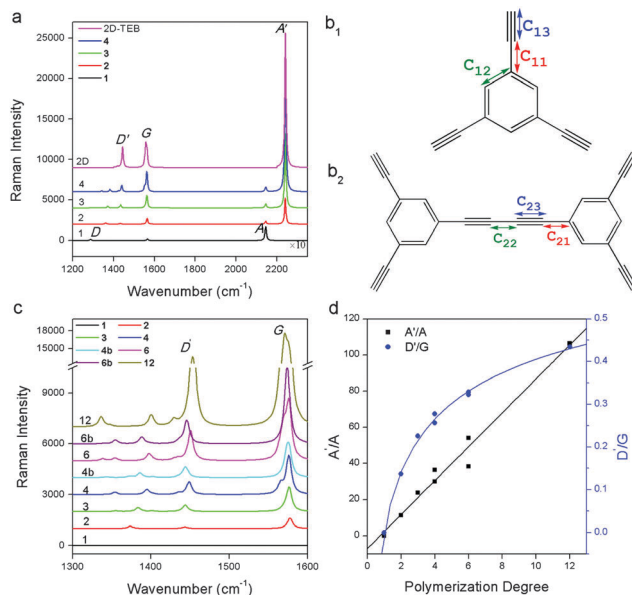 a
2D-TEB
4
3
2
1
A'
D'
G
2D
4
3
2
1
D
A
×10
Raman Intensity
25000
20000
15000
10000
5000
0
1200 1400 1600 2000 2200
Wavenumber (cm⁻¹)
b₁
C₁₃
C₁₂
C₁₁
b₂
C₂₃
C₂₂
C₂₁
c
1 2
3 4
4b 6
6b 12
D'
G
12
6b
6
4b
4
3
2
1
Raman Intensity
18000
15000
9000
6000
3000
0
1300 1400 1500 1600
Wavenumber (cm⁻¹)
d
A'/A
D'/G
A'/A
120
100
80
60
40
20
0
0 2 4 6 8 10 12
Polymerization Degree
0.5
0.4
0.3
0.2
0.1
0.0
D'/G